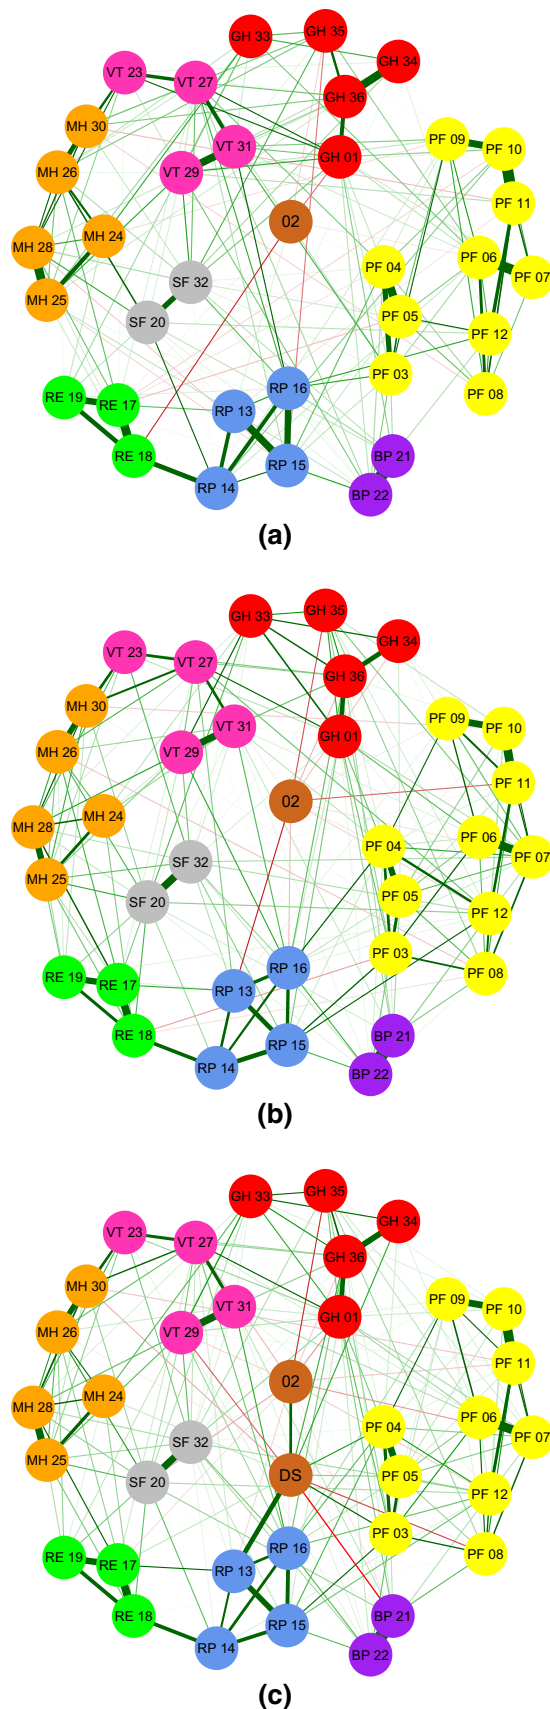 GH 33
GH 35
GH 34
VT 23
VT 27
GH 36
MH 30
VT 31
GH 01
PF 09
PF 10
MH 26
VT 29
PF 11
02
MH 24
MH 28
PF 06
PF 04
PF 07
SF 32
MH 25
SF 20
PF 05
PF 12
PF 03
RP 16
PF 08
RE 19
RE 17
RP 13
RE 18
BP 21
RP 15
RP 14
BP 22
(a)
GH 33
GH 35
GH 34
VT 23
VT 27
GH 36
MH 30
VT 31
GH 01
PF 09
PF 10
MH 26
VT 29
PF 11
02
MH 24
MH 28
PF 06
PF 04
PF 07
SF 32
MH 25
SF 20
PF 05
PF 12
PF 03
RP 16
PF 08
RE 19
RE 17
RP 13
RE 18
BP 21
RP 15
RP 14
BP 22
(b)
GH 33
GH 35
GH 34
VT 23
VT 27
GH 36
MH 30
VT 31
GH 01
PF 09
PF 10
MH 26
VT 29
PF 11
02
MH 24
MH 28
PF 06
PF 04
PF 07
SF 32
MH 25
SF 20
DS
PF 05
PF 12
PF 03
RP 16
PF 08
RE 19
RE 17
RP 13
RE 18
BP 21
RP 15
RP 14
BP 22
(c)